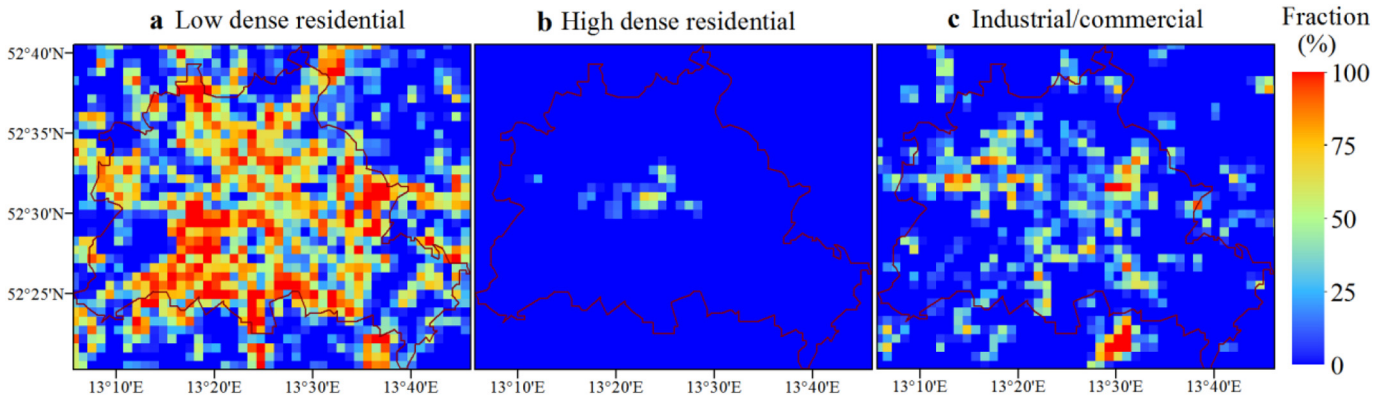 a Low dense residential
b High dense residential
c Industrial/commercial
Fraction
(%)
52°40'N
52°35'N
52°30'N
52°25'N
100
75
50
25
0
13°10'E 13°20'E 13°30'E 13°40'E
13°10'E 13°20'E 13°30'E 13°40'E
13°10'E 13°20'E 13°30'E 13°40'E